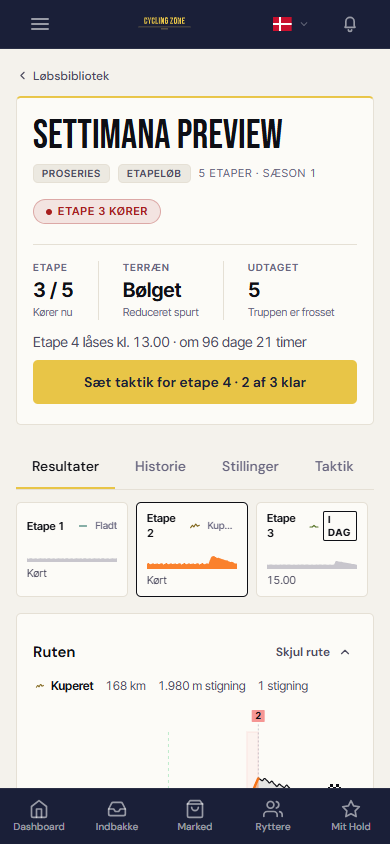 CYCLING ZONE
Løbsbibliotek
SETTIMANA PREVIEW
PROSERIES ETAPELØB 5 ETAPER · SÆSON 1
ETAPE 3 KØRER
ETAPE TERRÆN UDTAGET
3 / 5 Bølget 5
Kører nu Reduceret spurt Truppen er frosset
Etape 4 låses kl. 13.00 · om 96 dage 21 timer
Sæt taktik for etape 4 · 2 af 3 klar
Resultater Historie Stillinger Taktik
Etape 1 Fladt
Kørt
Etape 2 Kup...
Kørt
Etape 3 I DAG
15.00
Ruten Skjul rute
Kuperet 168 km 1.980 m stigning 1 stigning
2
Dashboard Indbakke Marked Ryttere Mit Hold